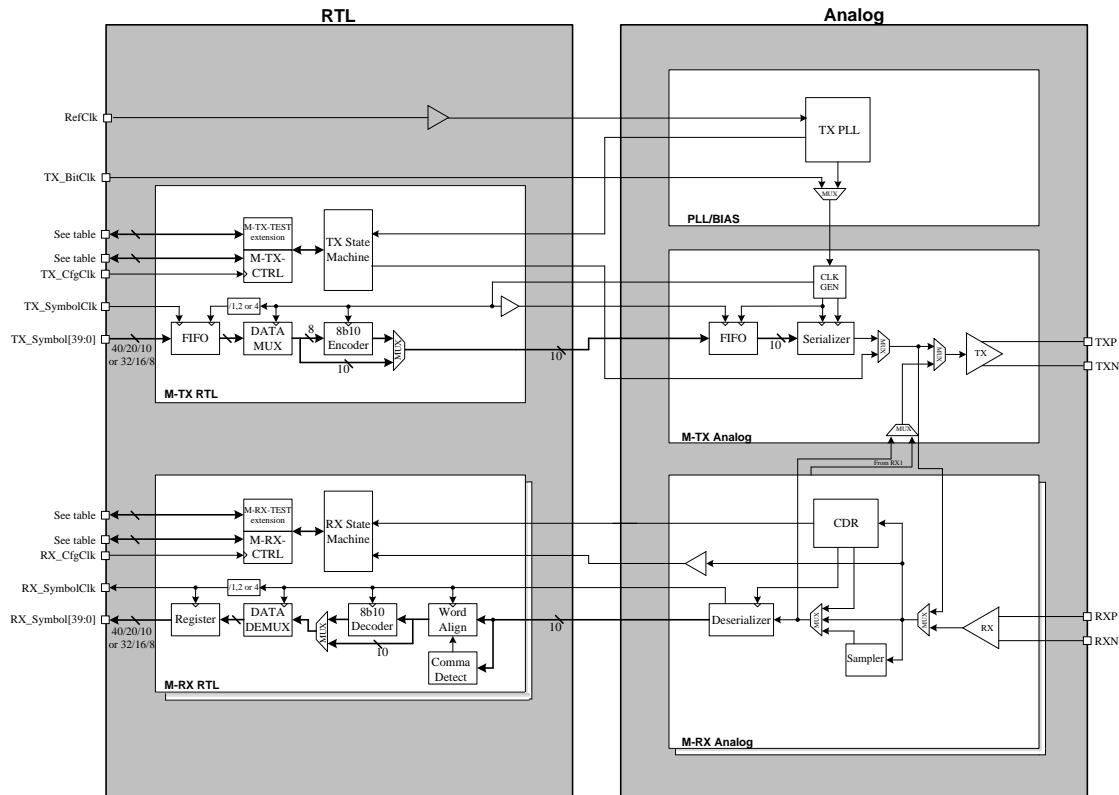 RTL
Analog
RefClk
TX PLL
TX_BitClk
MUX
PLL/BIAS
See table
M-TX-TEST
extension
TX State
Machine
See table
M-TX-
CTRL
TX_CfgClk
CLK
GEN
TX_SymbolClk
/1,2 or 4
TX_Symbol[39:0]
40/20/10
or 32/16/8
FIFO
DATA
MUX
8
8b10
Encoder
10
MUX
10
FIFO
10
Serializer
MUX
MUX
TX
TXP
TXN
M-TX RTL
MUX
M-TX Analog
From RX1
See table
M-RX-TEST
extension
RX State
Machine
CDR
See table
M-RX-
CTRL
RX_CfgClk
RX_SymbolClk
/1,2 or 4
RX_Symbol[39:0]
40/20/10
or 32/16/8
Register
DATA
DEMUX
MUX
8b10
Decoder
10
Word
Align
Comma
Detect
10
Deserializer
MUX
Sampler
MUX
RX
RXP
RXN
M-RX RTL
M-RX Analog